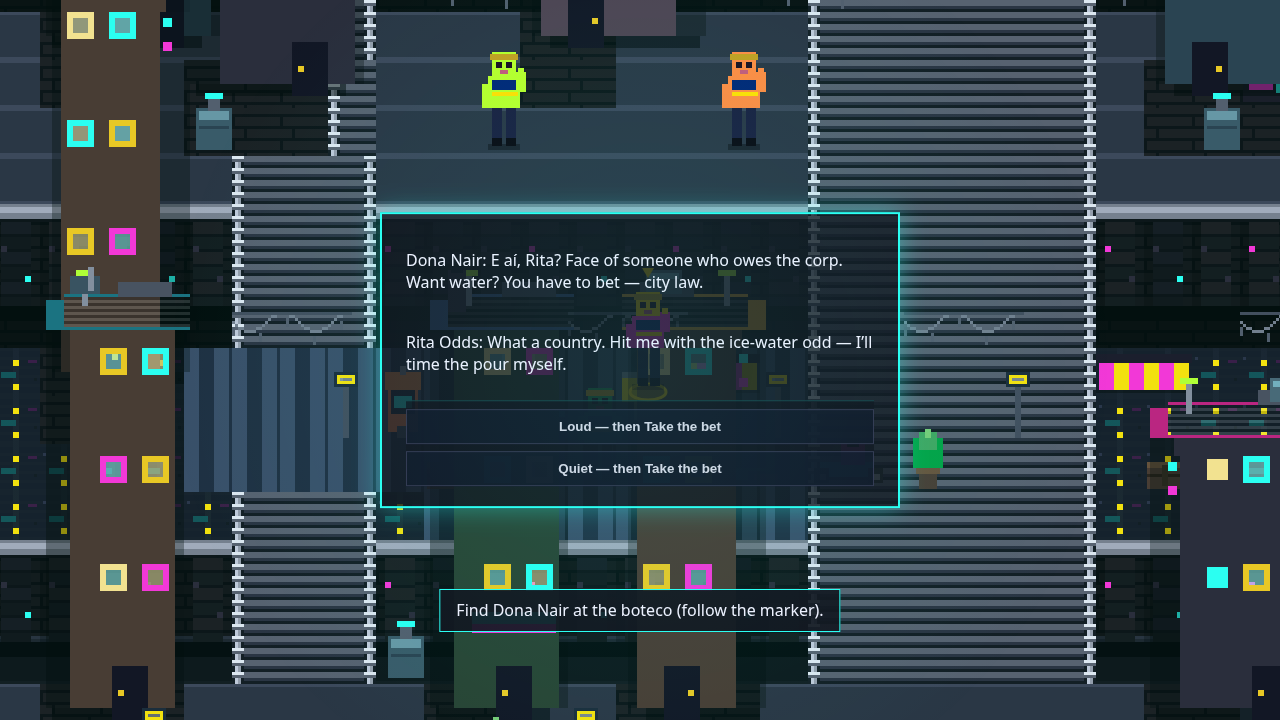 Dona Nair: E aí, Rita? Face of someone who owes the corp.
Want water? You have to bet — city law.
Rita Odds: What a country. Hit me with the ice-water odd — I’ll
time the pour myself.
Loud — then Take the bet
Quiet — then Take the bet
Find Dona Nair at the boteco (follow the marker).